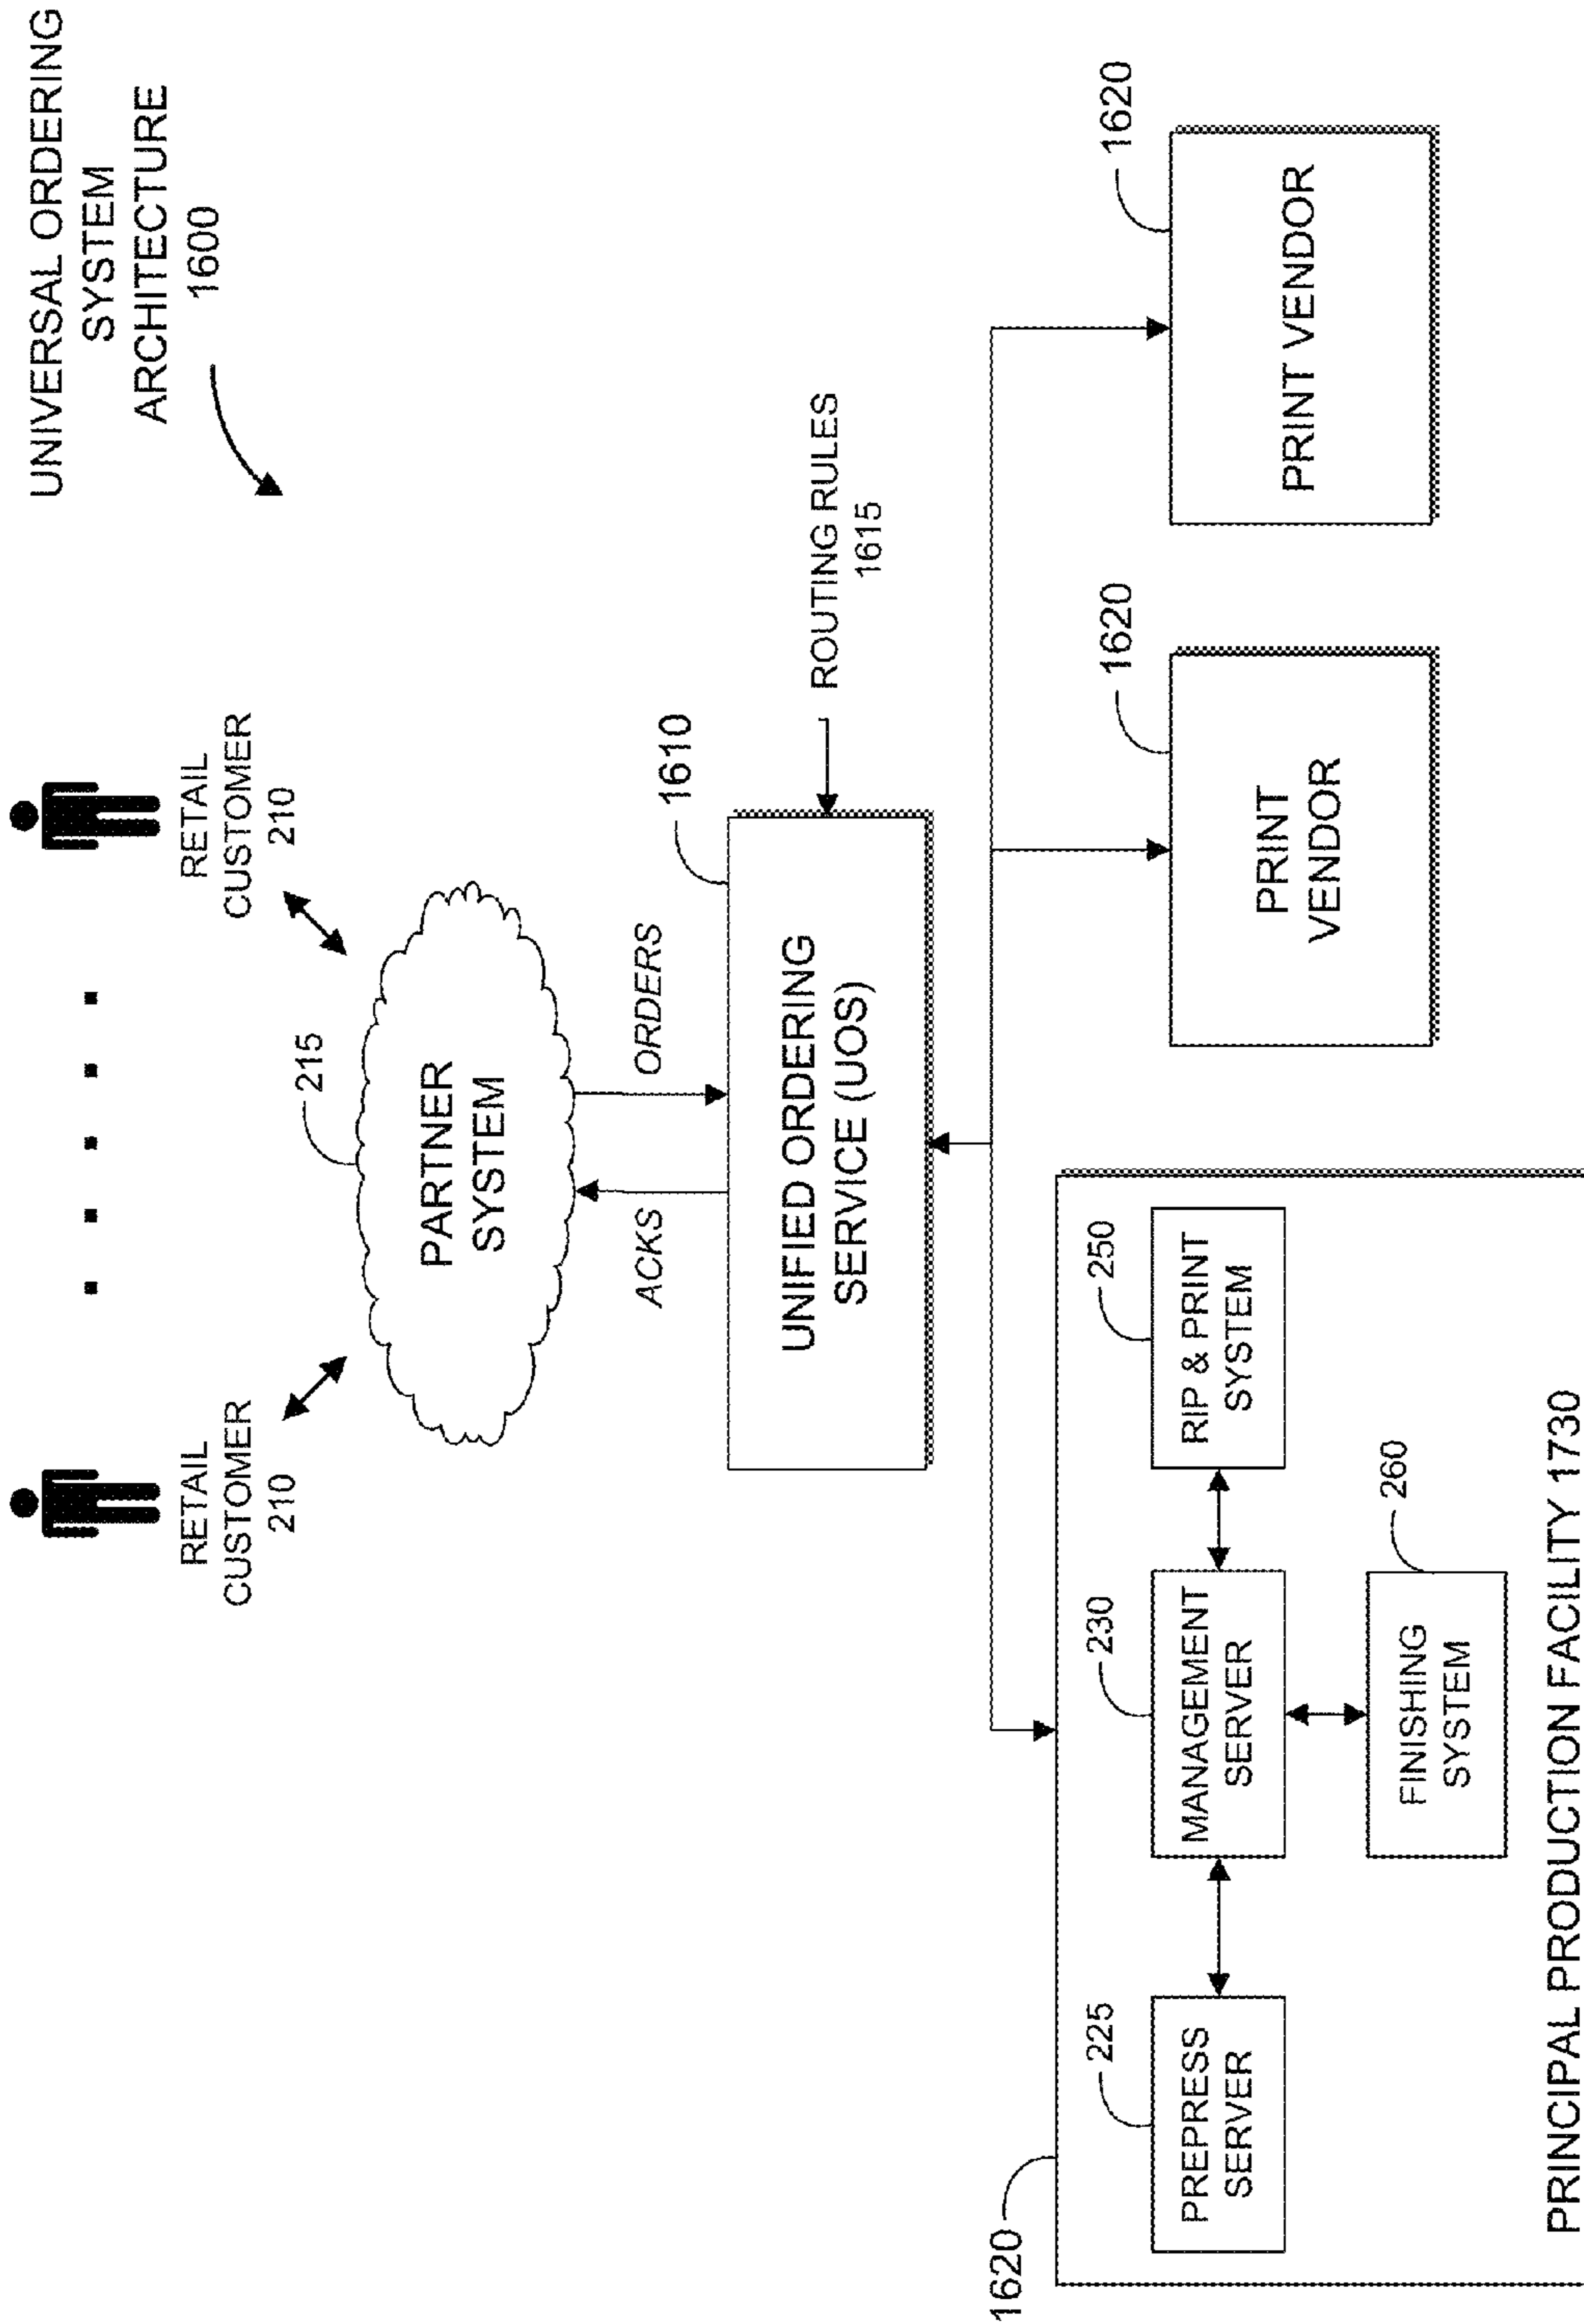 UNIVERSAL ORDERING
SYSTEM
ARCHITECTURE
1600
RETAIL
CUSTOMER
210
RETAIL
CUSTOMER
210
215
PARTNER
SYSTEM
ACKS
ORDERS
1610
UNIFIED ORDERING
SERVICE (UOS)
ROUTING RULES
1615
1620
225
PREPRESS
SERVER
230
MANAGEMENT
SERVER
250
RIP & PRINT
SYSTEM
260
FINISHING
SYSTEM
PRINCIPAL PRODUCTION FACILITY 1730
1620
PRINT
VENDOR
1620
PRINT VENDOR